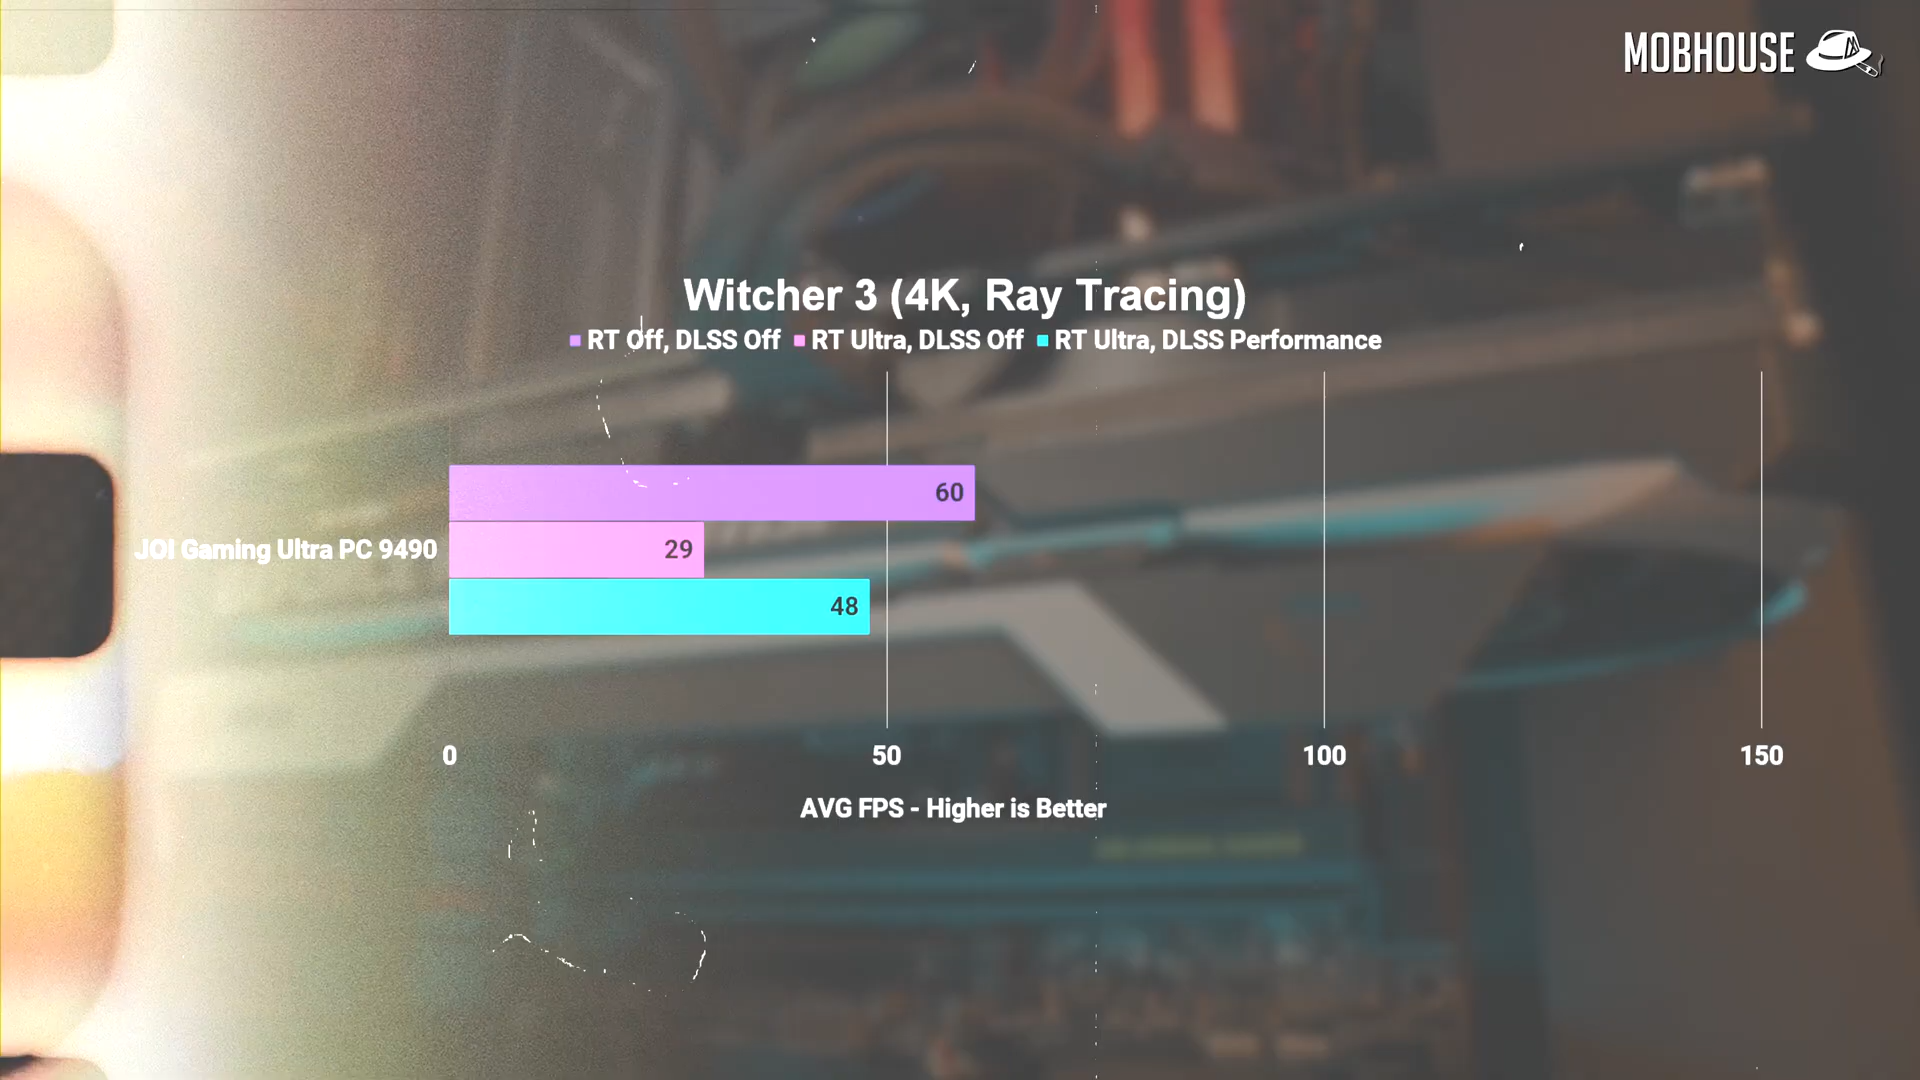 MOBHOUSE
Witcher 3 (4K, Ray Tracing)
RT Off, DLSS Off RT Ultra, DLSS Off RT Ultra, DLSS Performance
60
JOI Gaming Ultra PC 9490 29
48
0 50 100 150
AVG FPS - Higher is Better